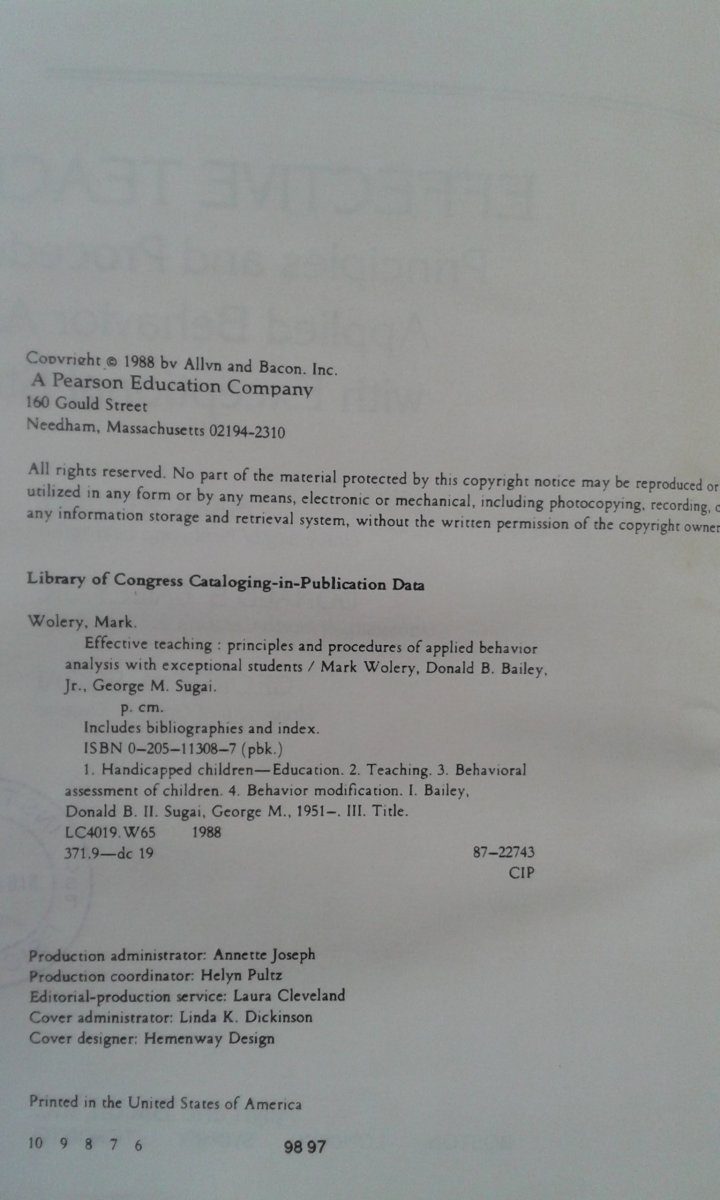 Copyright © 1988 by Allyn and Bacon. Inc.
A Pearson Education Company
160 Gould Street
Needham, Massachusetts 02194-2310
All rights reserved. No part of the material protected by this copyright notice may be reproduced or
utilized in any form or by any means, electronic or mechanical, including photocopying, recording,
any information storage and retrieval system, without the written permission of the copyright owner
Library of Congress Cataloging-in-Publication Data
Wolery, Mark.
Effective teaching : principles and procedures of applied behavior
analysis with exceptional students / Mark Wolery, Donald B. Bailey,
Jr., George M. Sugai.
p. cm.
Includes bibliographies and index.
ISBN 0-205-11308-7 (pbk.)
1. Handicapped children—Education. 2. Teaching. 3. Behavioral
assessment of children. 4. Behavior modification. I. Bailey,
Donald B. II. Sugai, George M., 1951–. III. Title.
LC4019.W65 1988
371.9—dc 19 87-22743
CIP
Production administrator: Annette Joseph
Production coordinator: Helyn Pultz
Editorial-production service: Laura Cleveland
Cover administrator: Linda K. Dickinson
Cover designer: Hemenway Design
Printed in the United States of America
10 9 8 7 6 98 97